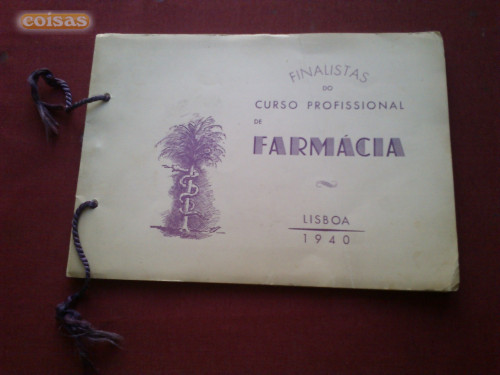 coisas
FINALISTAS
DO
CURSO PROFISSIONAL
DE
FARMÁCIA
LISBOA
1940